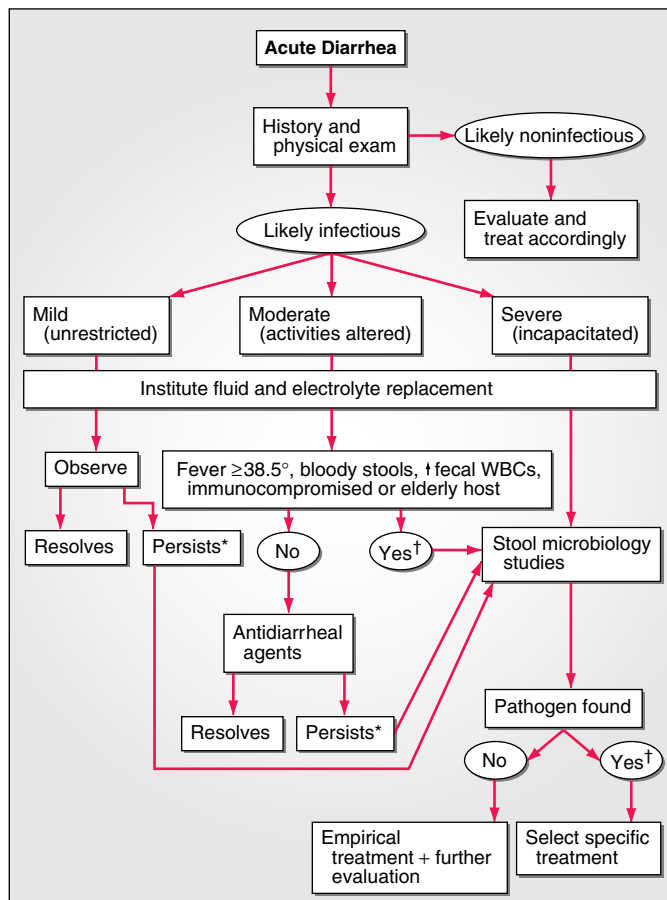 Acute Diarrhea
History and
physical exam
Likely noninfectious
Evaluate and
treat accordingly
Likely infectious
Mild
(unrestricted)
Moderate
(activities altered)
Severe
(incapacitated)
Institute fluid and electrolyte replacement
Observe
Fever ≥38.5°, bloody stools, ↑fecal WBCs,
immunocompromised or elderly host
Resolves
Persists*
No
Yes†
Stool microbiology
studies
Antidiarrheal
agents
Resolves
Persists*
Pathogen found
No
Yes†
Empirical
treatment + further
evaluation
Select specific
treatment